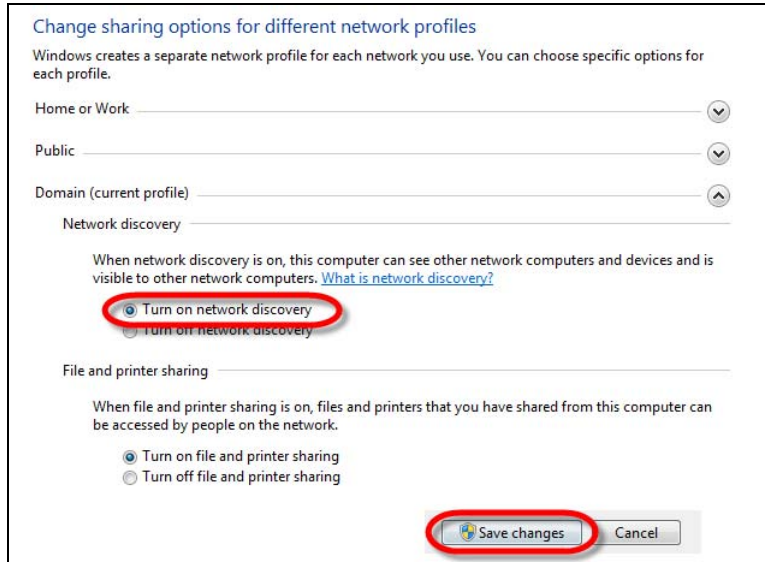 Change sharing options for different network profiles
Windows creates a separate network profile for each network you use. You can choose specific options for
each profile.
Home or Work
Public
Domain (current profile)
Network discovery
When network discovery is on, this computer can see other network computers and devices and is
visible to other network computers. What is network discovery?
Turn on network discovery
Turn off network discovery
File and printer sharing
When file and printer sharing is on, files and printers that you have shared from this computer can
be accessed by people on the network.
Turn on file and printer sharing
Turn off file and printer sharing
Save changes Cancel